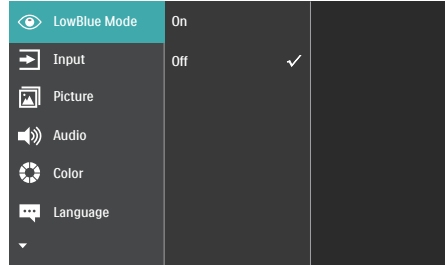 LowBlue Mode
On
Input
Off
Picture
Audio
Color
Language